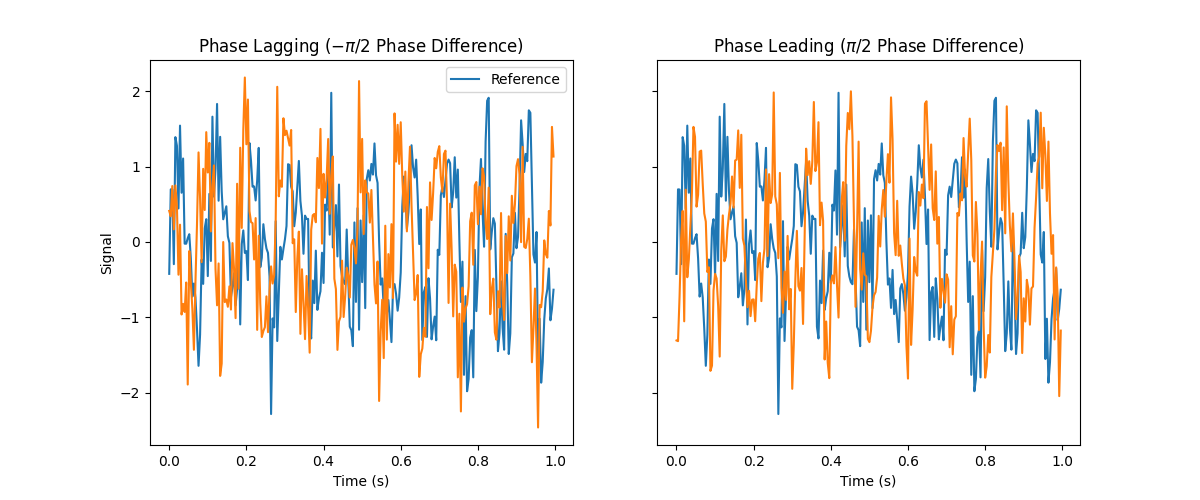 Phase Lagging (−π/2 Phase Difference)
Phase Leading (π/2 Phase Difference)
Reference
Signal
2
1
0
−1
−2
0.0 0.2 0.4 0.6 0.8 1.0
0.0 0.2 0.4 0.6 0.8 1.0
Time (s)
Time (s)